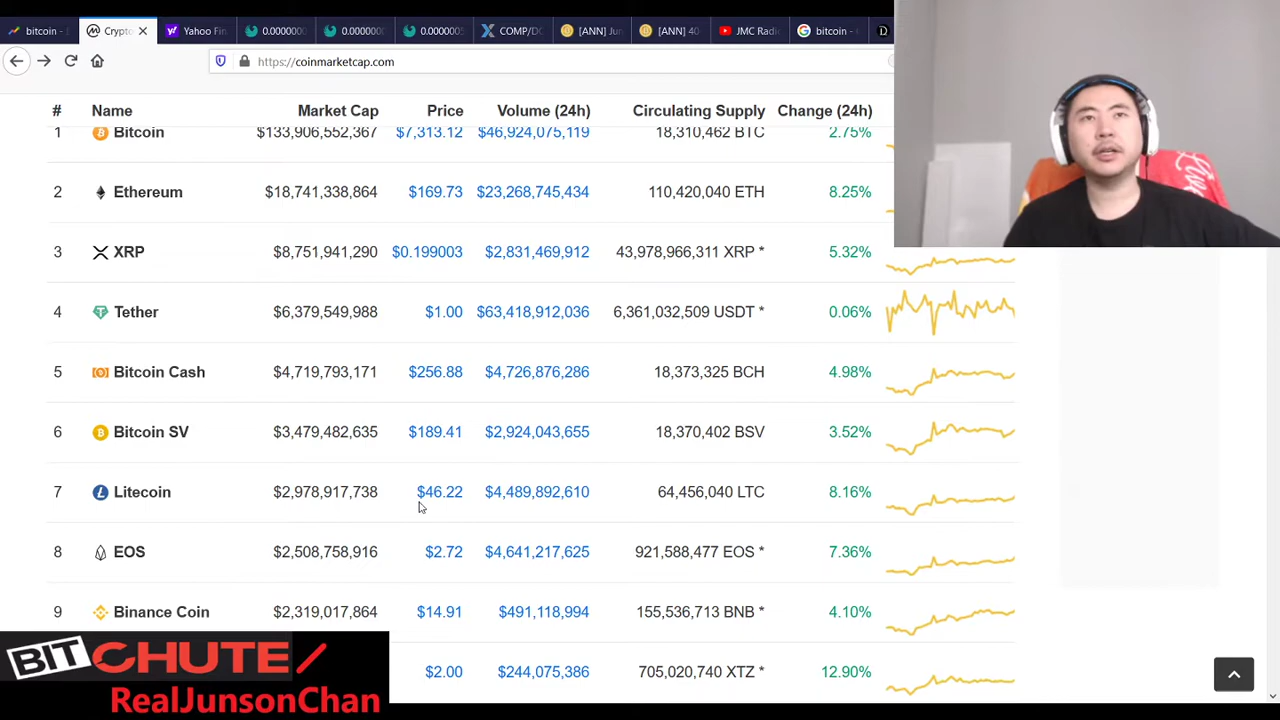 bitcoin - 
Crypto
Yahoo Fin
0.0000000
0.0000000
0.0000005
COMP/DO
[ANN] Jun
[ANN] 40
JMC Radi
bitcoin -
D
https://coinmarketcap.com
# Name Market Cap Price Volume (24h) Circulating Supply Change (24h)
1 Bitcoin $133,906,552,367 $7,313.12 $46,924,075,119 18,310,462 BTC 2.75%
2 Ethereum $18,741,338,864 $169.73 $23,268,745,434 110,420,040 ETH 8.25%
3 XRP $8,751,941,290 $0.199003 $2,831,469,912 43,978,966,311 XRP * 5.32%
4 Tether $6,379,549,988 $1.00 $63,418,912,036 6,361,032,509 USDT * 0.06%
5 Bitcoin Cash $4,719,793,171 $256.88 $4,726,876,286 18,373,325 BCH 4.98%
6 Bitcoin SV $3,479,482,635 $189.41 $2,924,043,655 18,370,402 BSV 3.52%
7 Litecoin $2,978,917,738 $46.22 $4,489,892,610 64,456,040 LTC 8.16%
8 EOS $2,508,758,916 $2.72 $4,641,217,625 921,588,477 EOS * 7.36%
9 Binance Coin $2,319,017,864 $14.91 $491,118,994 155,536,713 BNB * 4.10%
$2.00 $244,075,386 705,020,740 XTZ * 12.90%
BITCHUTE
RealJunsonChan